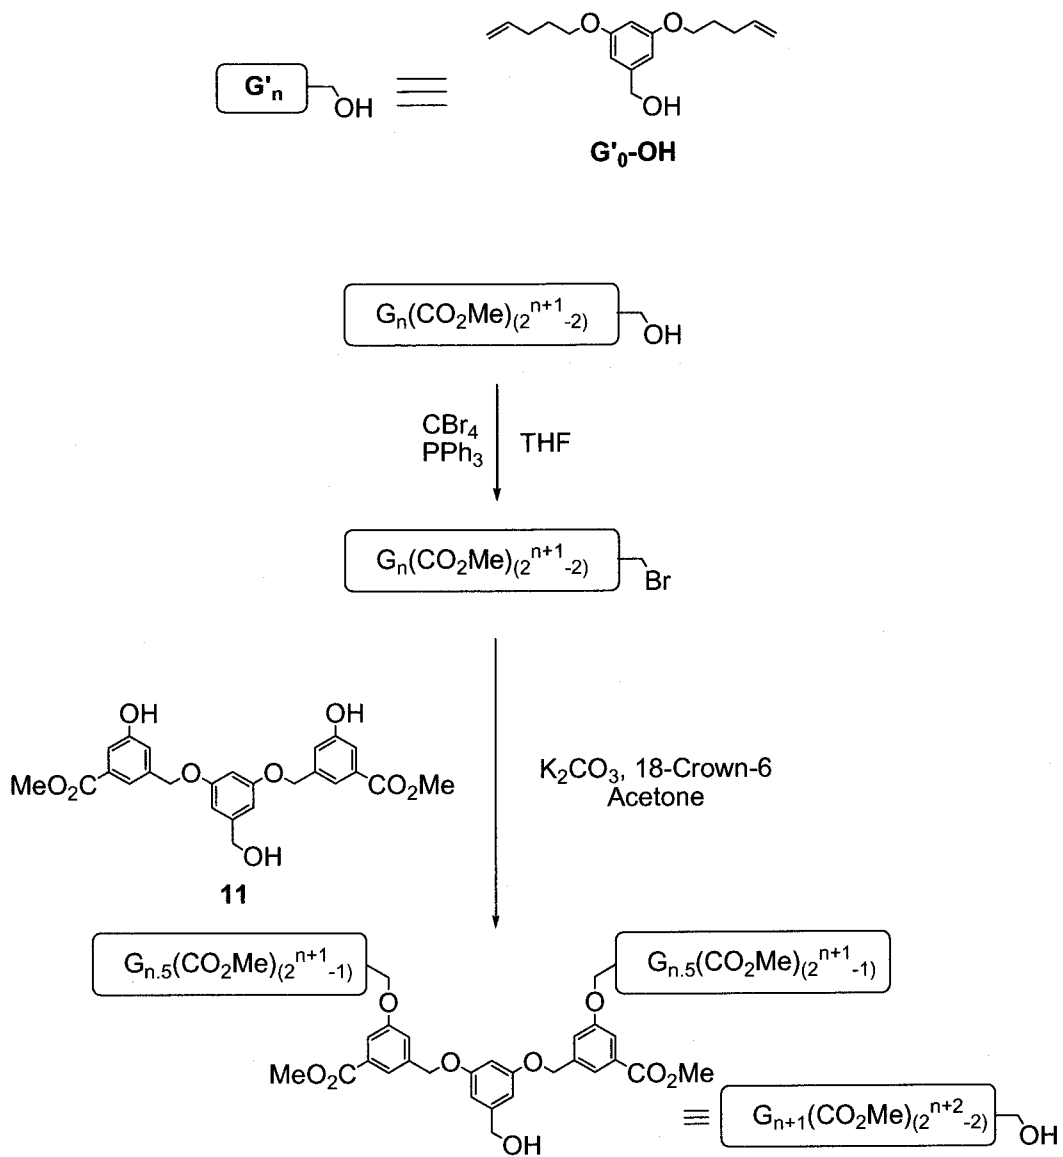 O O
G'n OH
OH
G'0-OH
Gn(CO2Me)(2^n+1-2) OH
CBr4
PPh3 THF
Gn(CO2Me)(2^n+1-2) Br
OH OH
K2CO3, 18-Crown-6
Acetone
MeO2C O O CO2Me
OH
11
Gn.5(CO2Me)(2^n+1-1) Gn.5(CO2Me)(2^n+1-1)
O O
MeO2C O O CO2Me
Gn+1(CO2Me)(2^n+2-2) OH
OH